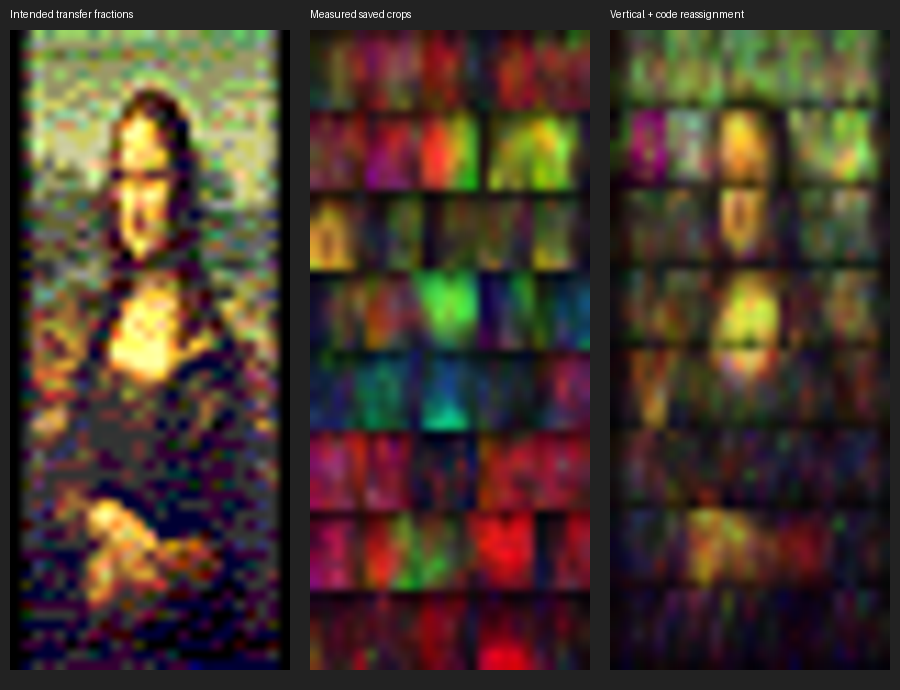 Intended transfer fractions
Measured saved crops
Vertical + code reassignment